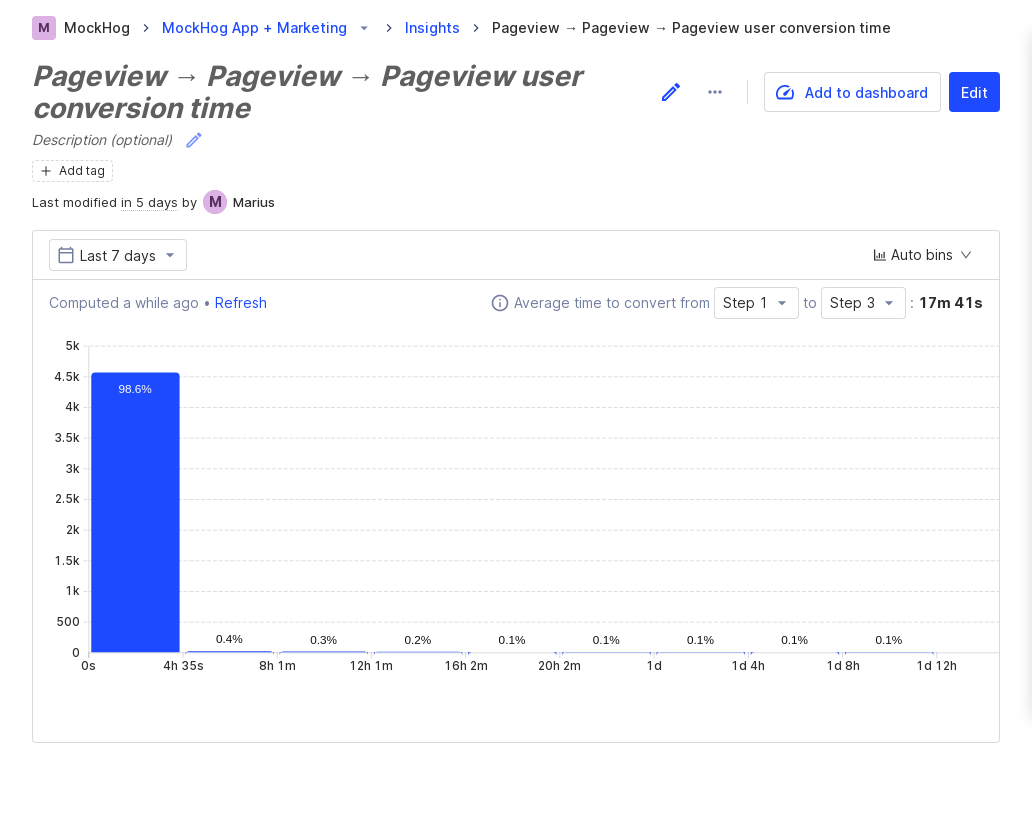 M MockHog > MockHog App + Marketing > Insights > Pageview → Pageview → Pageview user conversion time
Pageview → Pageview → Pageview user
conversion time
Add to dashboard
Edit
Description (optional)
+ Add tag
Last modified in 5 days by M Marius
Last 7 days
Auto bins
Computed a while ago • Refresh
Average time to convert from Step 1 to Step 3 : 17m 41s
5k
4.5k
4k
3.5k
3k
2.5k
2k
1.5k
1k
500
0
98.6%
0.4%
0.3%
0.2%
0.1%
0.1%
0.1%
0.1%
0.1%
0s
4h 35s
8h 1m
12h 1m
16h 2m
20h 2m
1d
1d 4h
1d 8h
1d 12h